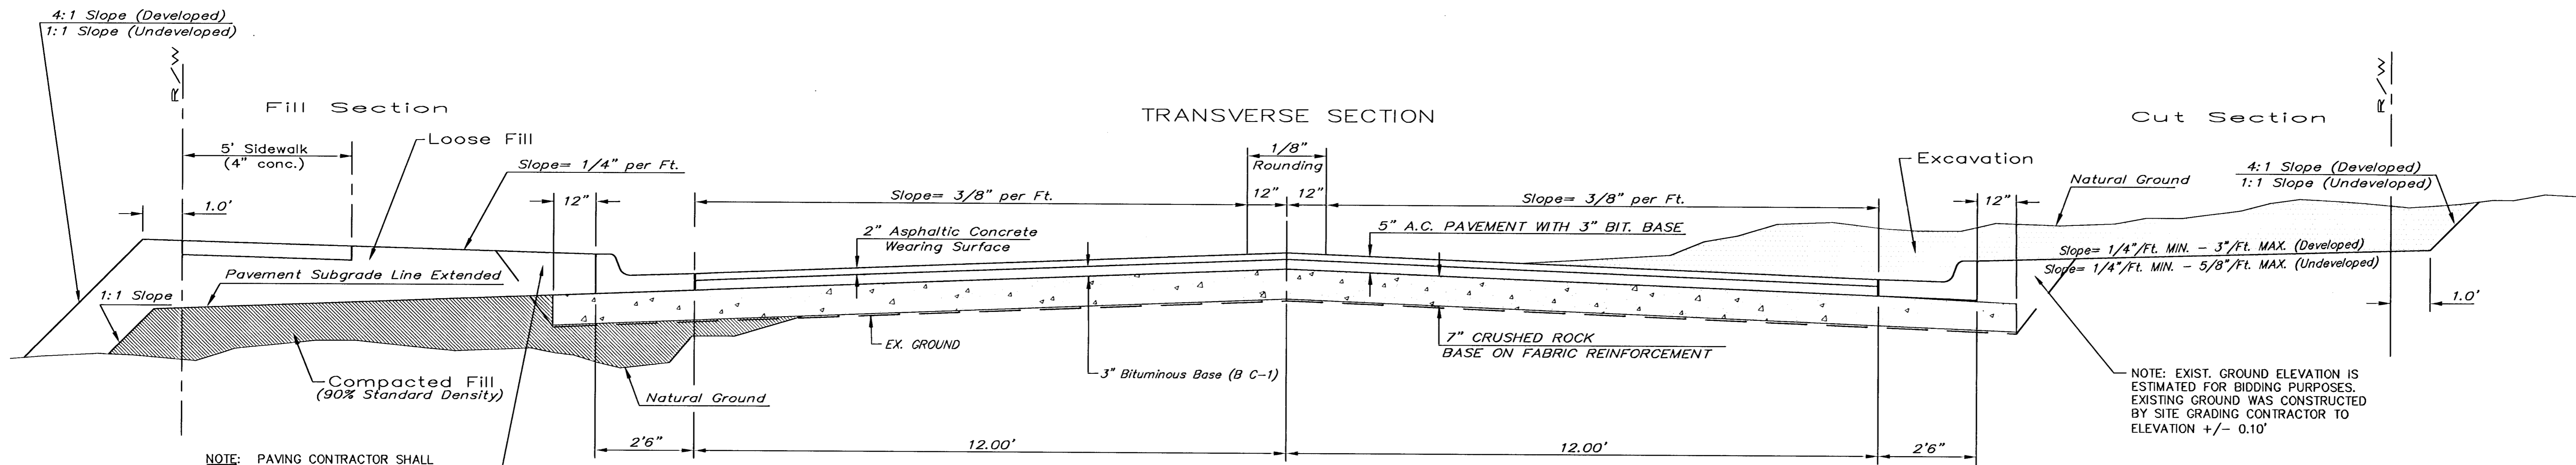 4:1 Slope (Developed)
1:1 Slope (Undeveloped)
R/W
Fill Section
5' Sidewalk
(4" conc.)
Loose Fill
Slope= 1/4" per Ft.
1.0'
12"
Pavement Subgrade Line Extended
1:1 Slope
Compacted Fill
(90% Standard Density)
Natural Ground
NOTE: PAVING CONTRACTOR SHALL
TRANSVERSE SECTION
1/8"
Rounding
12"
12"
Slope= 3/8" per Ft.
Slope= 3/8" per Ft.
2" Asphaltic Concrete
Wearing Surface
5" A.C. PAVEMENT WITH 3" BIT. BASE
EX. GROUND
3" Bituminous Base (B C-1)
7" CRUSHED ROCK
BASE ON FABRIC REINFORCEMENT
2'6"
12.00'
12.00'
2'6"
Cut Section
R/W
Excavation
Natural Ground
4:1 Slope (Developed)
1:1 Slope (Undeveloped)
12"
Slope= 1/4"/Ft. MIN. - 3"/Ft. MAX. (Developed)
Slope= 1/4"/Ft. MIN. - 5/8"/Ft. MAX. (Undeveloped)
1.0'
NOTE: EXIST. GROUND ELEVATION IS
ESTIMATED FOR BIDDING PURPOSES.
EXISTING GROUND WAS CONSTRUCTED
BY SITE GRADING CONTRACTOR TO
ELEVATION +/- 0.10'